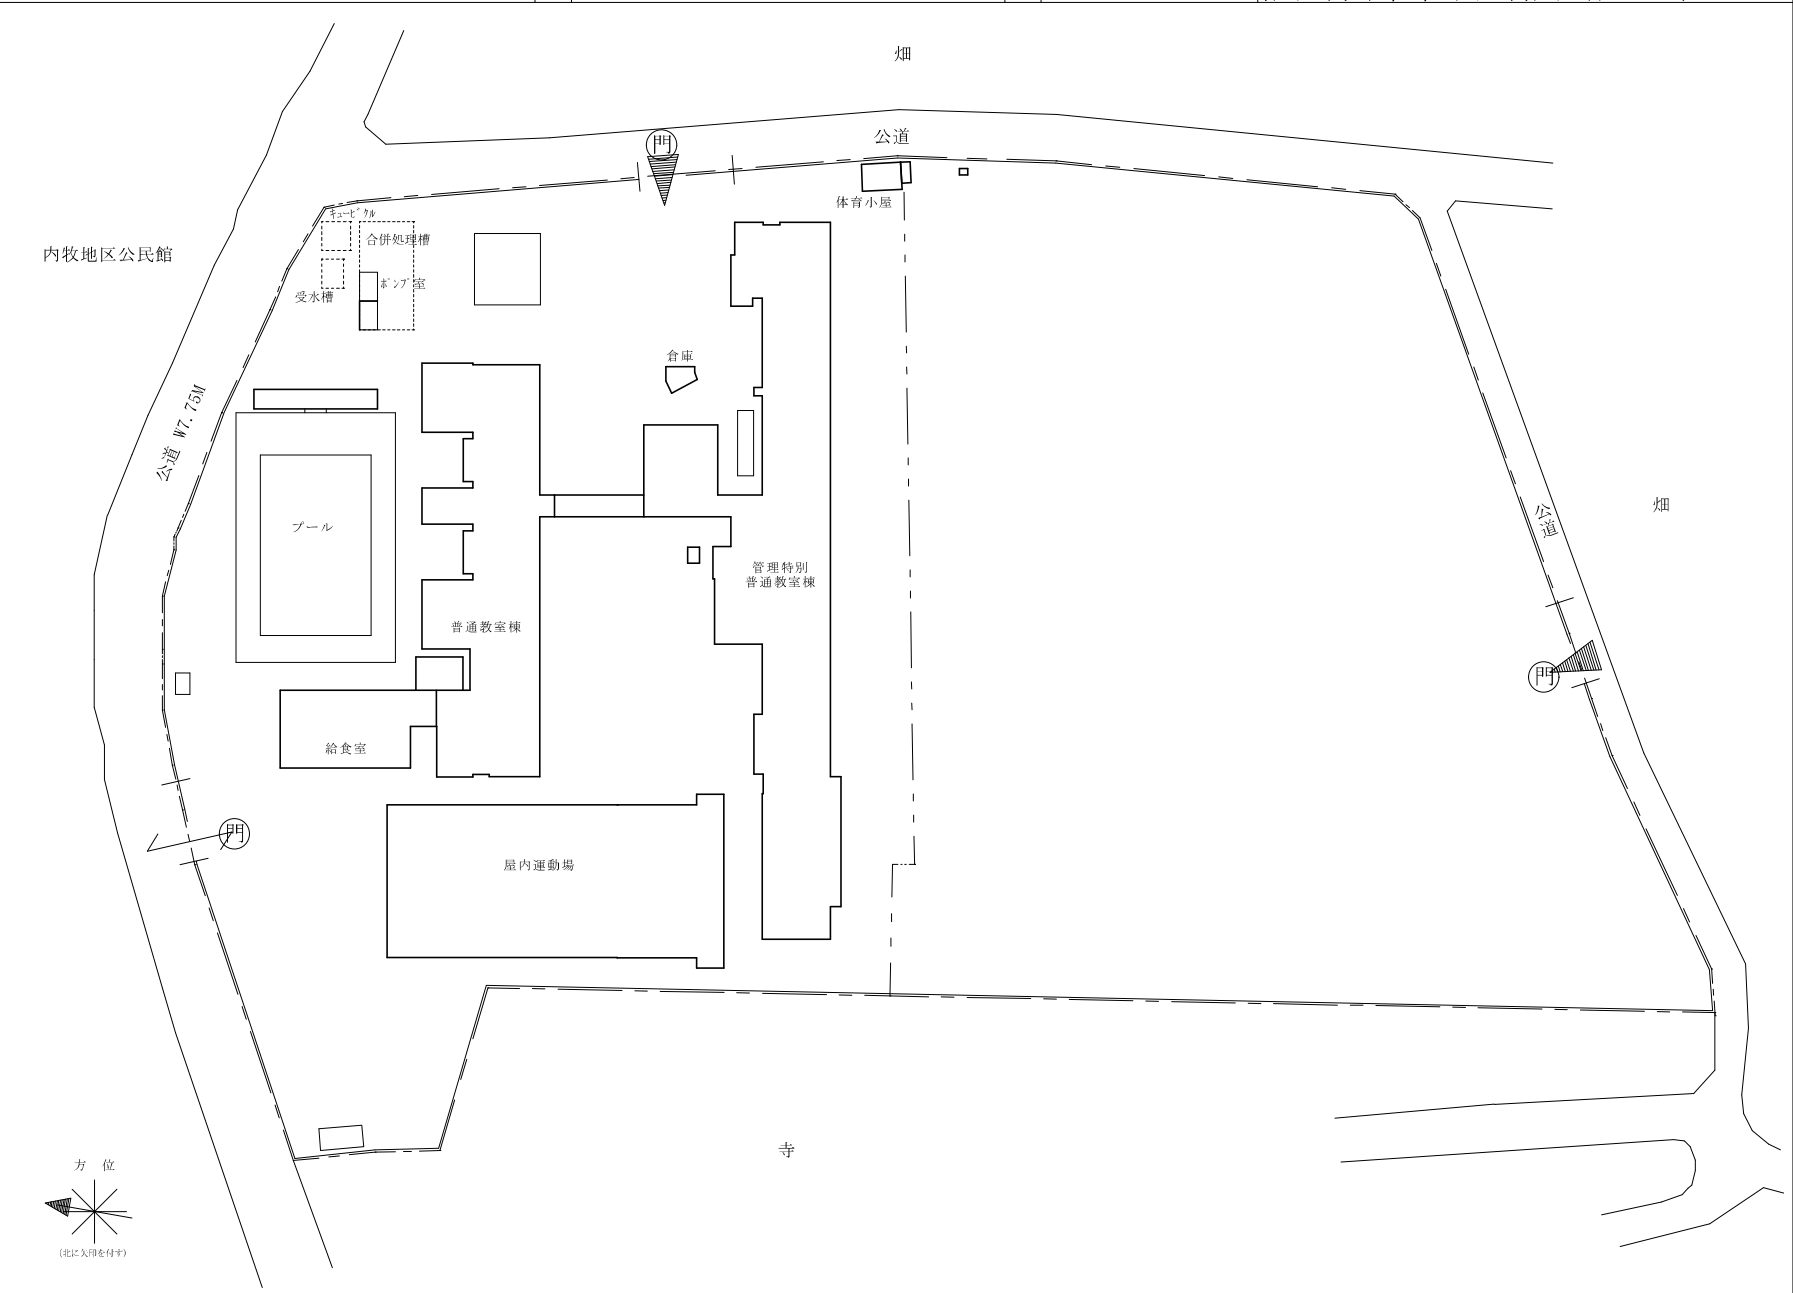 畑
公道
門
体育小屋
キュービクル
合併処理槽
内牧地区公民館
ポンプ室
受水槽
倉庫
公道 W7.75M
プール
畑
公道
管理特別
普通教室棟
普通教室棟
門
給食室
門
屋内運動場
寺
方 位
(北に矢印を付す)